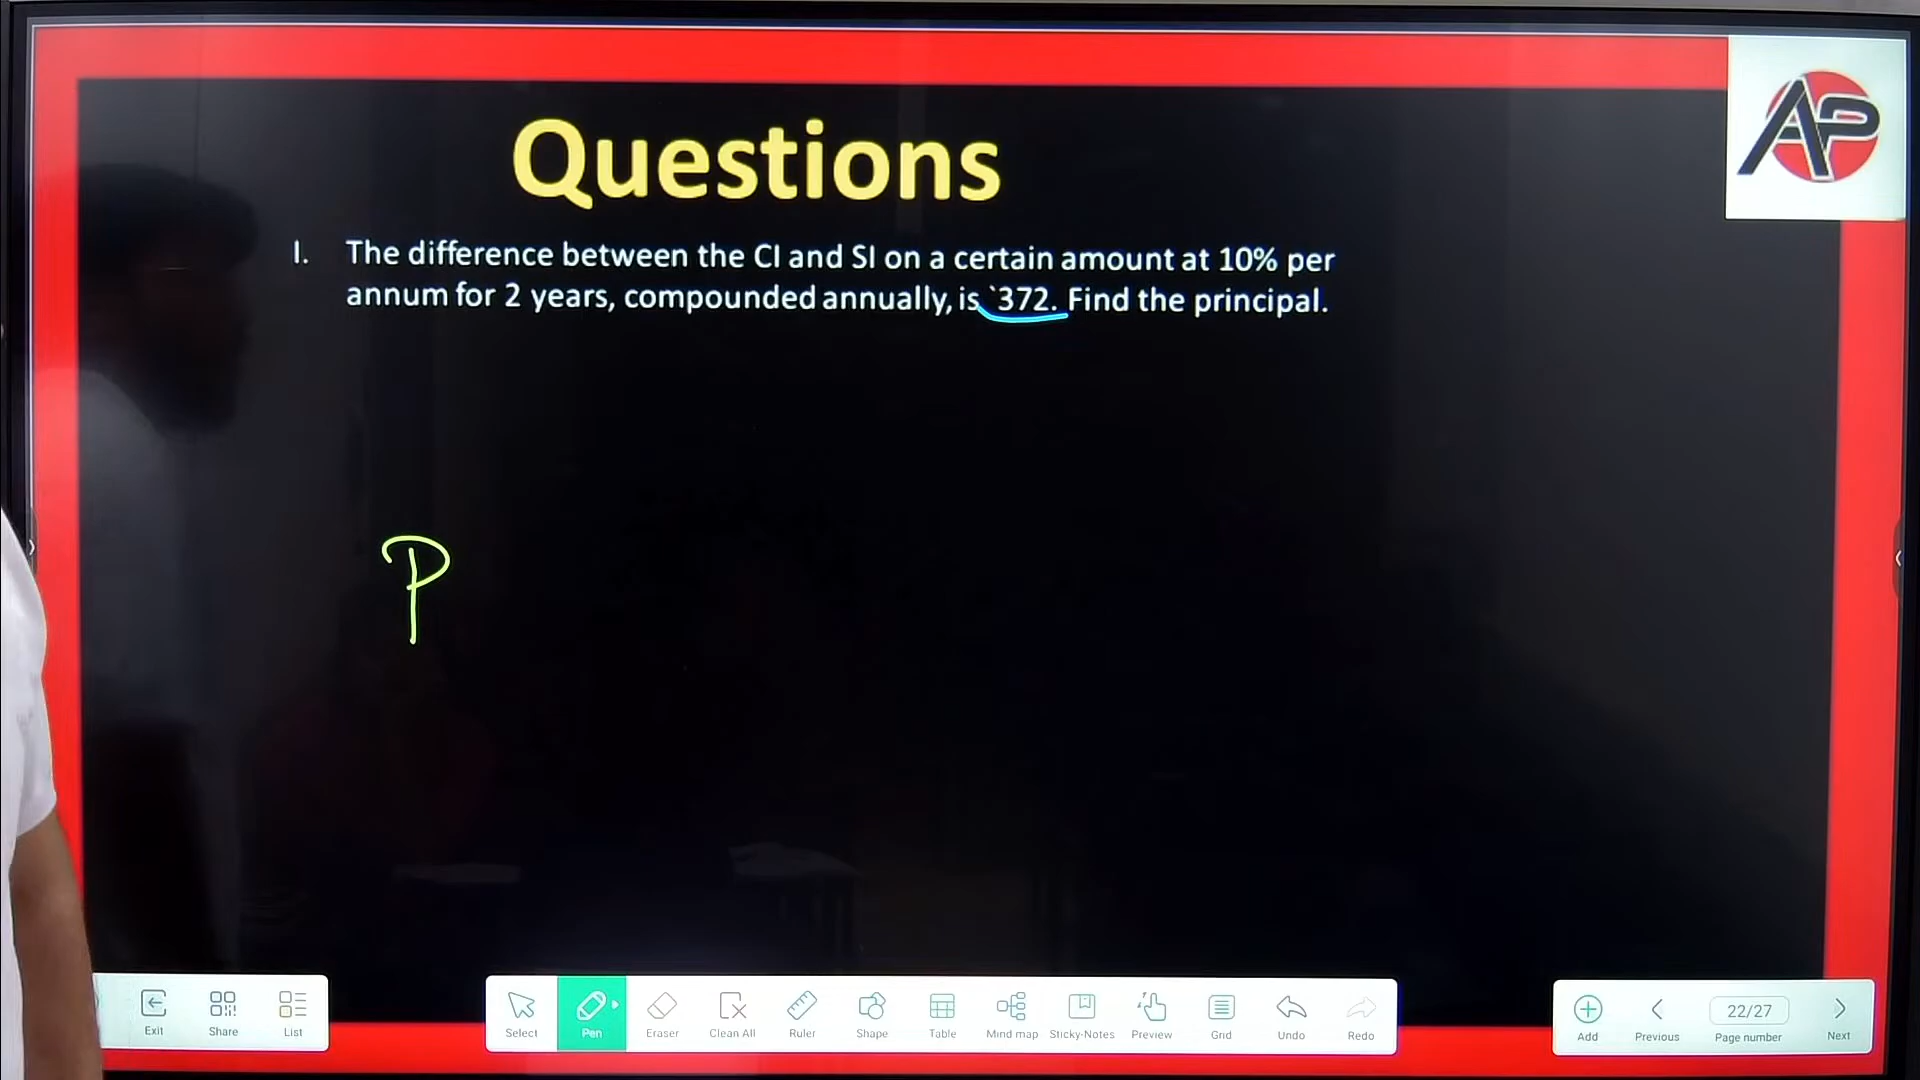 AP
Questions
I. The difference between the CI and SI on a certain amount at 10% per
annum for 2 years, compounded annually, is `372. Find the principal.
P
Exit
Share
List
Select
Pen
Eraser
Clean All
Ruler
Shape
Table
Mind map
Sticky-Notes
Preview
Grid
Undo
Redo
Add
Previous
22/27
Page number
Next